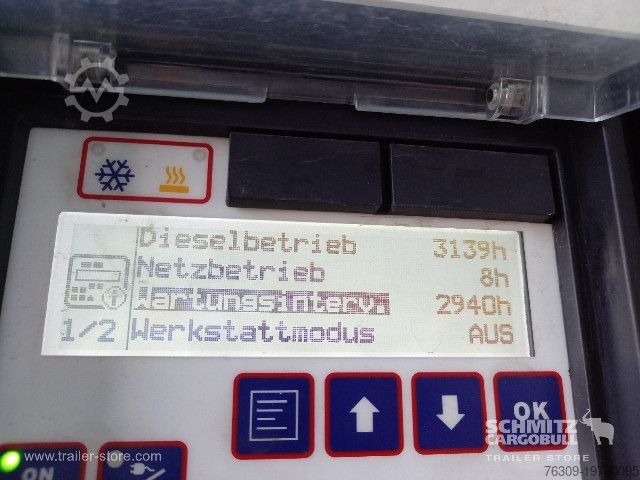 Dieselbetrieb 3139h
Netzbetrieb 8h
Wartungsinterv. 2940h
1/2 Werkstattmodus AUS
OK
SCHMITZ
CARGOBULL
TRAILER STORE
ON
www.trailer-store.com